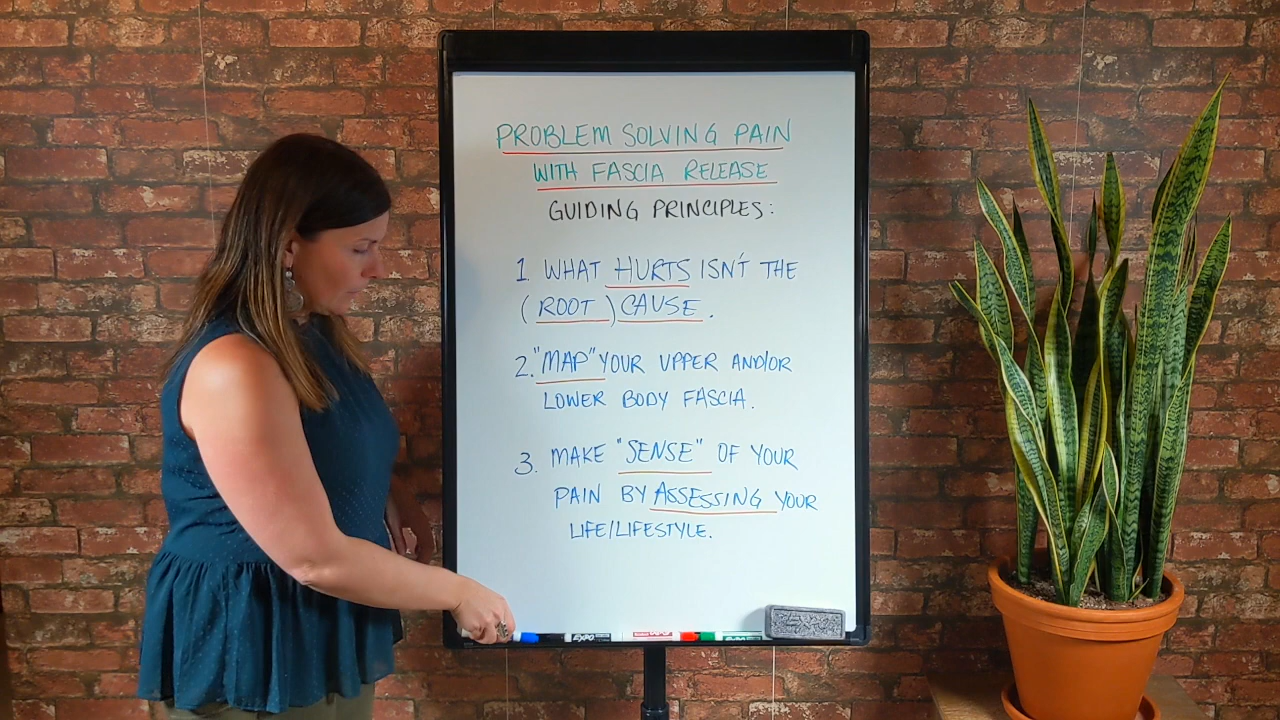 PROBLEM SOLVING PAIN
WITH FASCIA RELEASE
GUIDING PRINCIPLES:
1. WHAT HURTS ISN'T THE
(ROOT) CAUSE.
2. "MAP" YOUR UPPER AND/OR
LOWER BODY FASCIA.
3. MAKE "SENSE" OF YOUR
PAIN BY ASSESSING YOUR
LIFE/LIFESTYLE.
EXPO